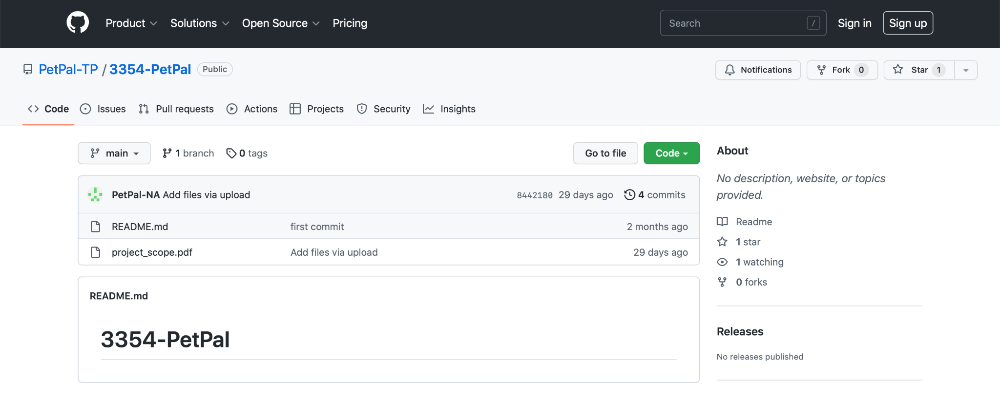 Product Solutions Open Source Pricing Search / Sign in Sign up
PetPal-TP / 3354-PetPal Public Notifications Fork 0 Star 1
Code Issues Pull requests Actions Projects Security Insights
main 1 branch 0 tags Go to file Code
PetPal-NA Add files via upload 8442180 29 days ago 4 commits
README.md first commit 2 months ago
project_scope.pdf Add files via upload 29 days ago
README.md
3354-PetPal
About
No description, website, or topics
provided.
Readme
1 star
1 watching
0 forks
Releases
No releases published